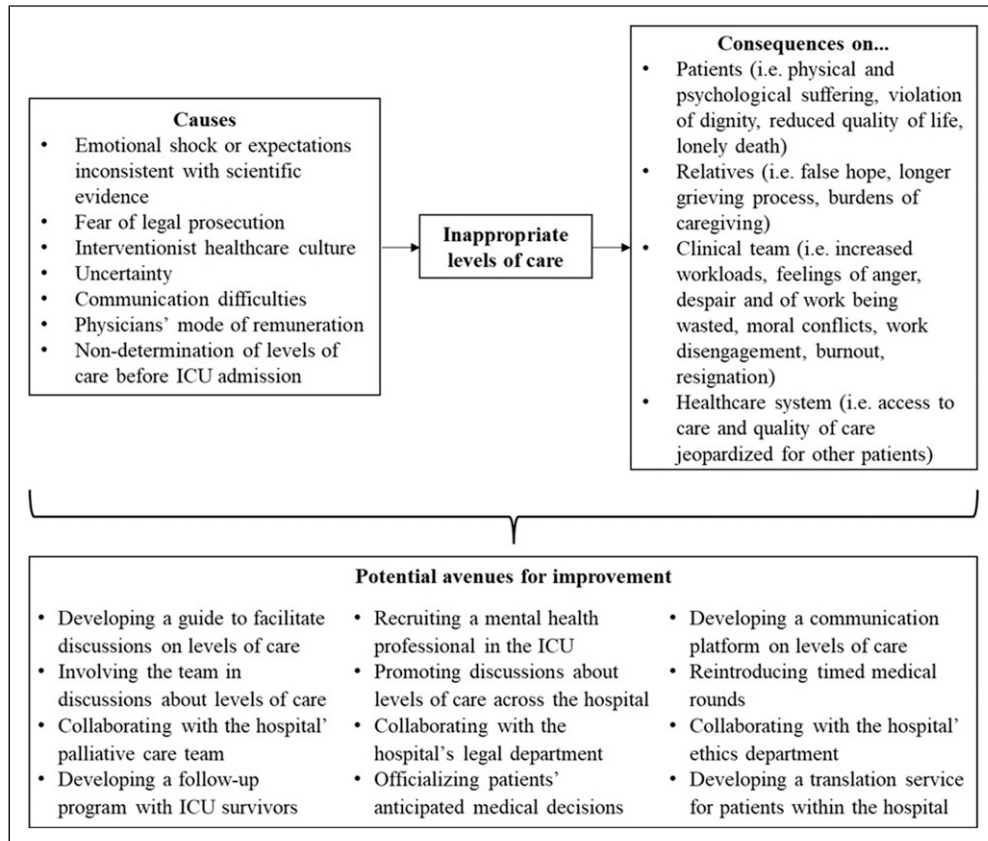 Causes
• Emotional shock or expectations
inconsistent with scientific
evidence
• Fear of legal prosecution
• Interventionist healthcare culture
• Uncertainty
• Communication difficulties
• Physicians’ mode of remuneration
• Non-determination of levels of
care before ICU admission
Inappropriate
levels of care
Consequences on...
• Patients (i.e. physical and
psychological suffering, violation
of dignity, reduced quality of life,
lonely death)
• Relatives (i.e. false hope, longer
grieving process, burdens of
caregiving)
• Clinical team (i.e. increased
workloads, feelings of anger,
despair and of work being
wasted, moral conflicts, work
disengagement, burnout,
resignation)
• Healthcare system (i.e. access to
care and quality of care
jeopardized for other patients)
Potential avenues for improvement
• Developing a guide to facilitate
discussions on levels of care
• Involving the team in
discussions about levels of care
• Collaborating with the hospital’
palliative care team
• Developing a follow-up
program with ICU survivors
• Recruiting a mental health
professional in the ICU
• Promoting discussions about
levels of care across the hospital
• Collaborating with the
hospital’s legal department
• Officializing patients’
anticipated medical decisions
• Developing a communication
platform on levels of care
• Reintroducing timed medical
rounds
• Collaborating with the hospital’
ethics department
• Developing a translation service
for patients within the hospital